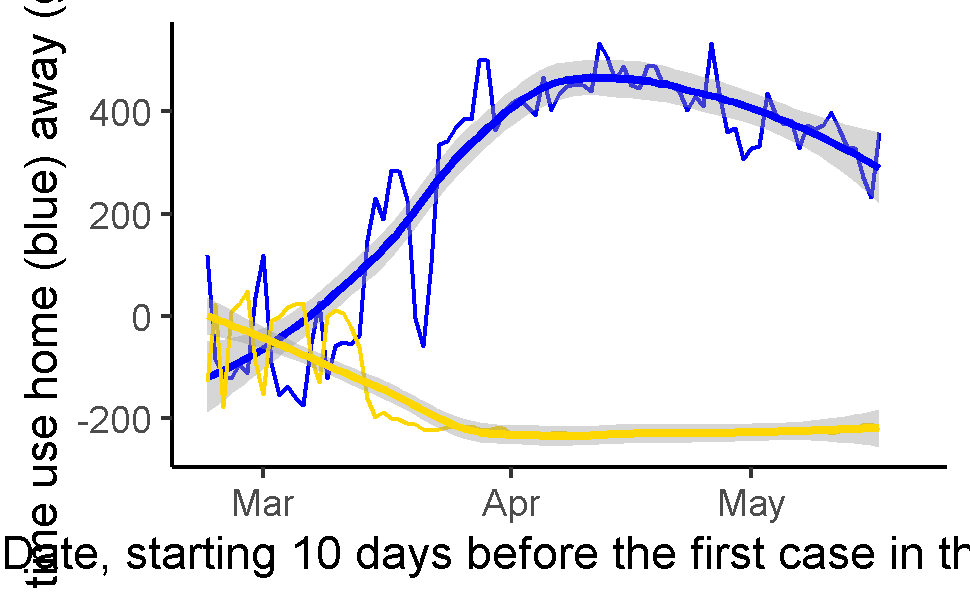 time use home (blue) away (
400
200
0
-200
Mar
Apr
May
Date, starting 10 days before the first case in th